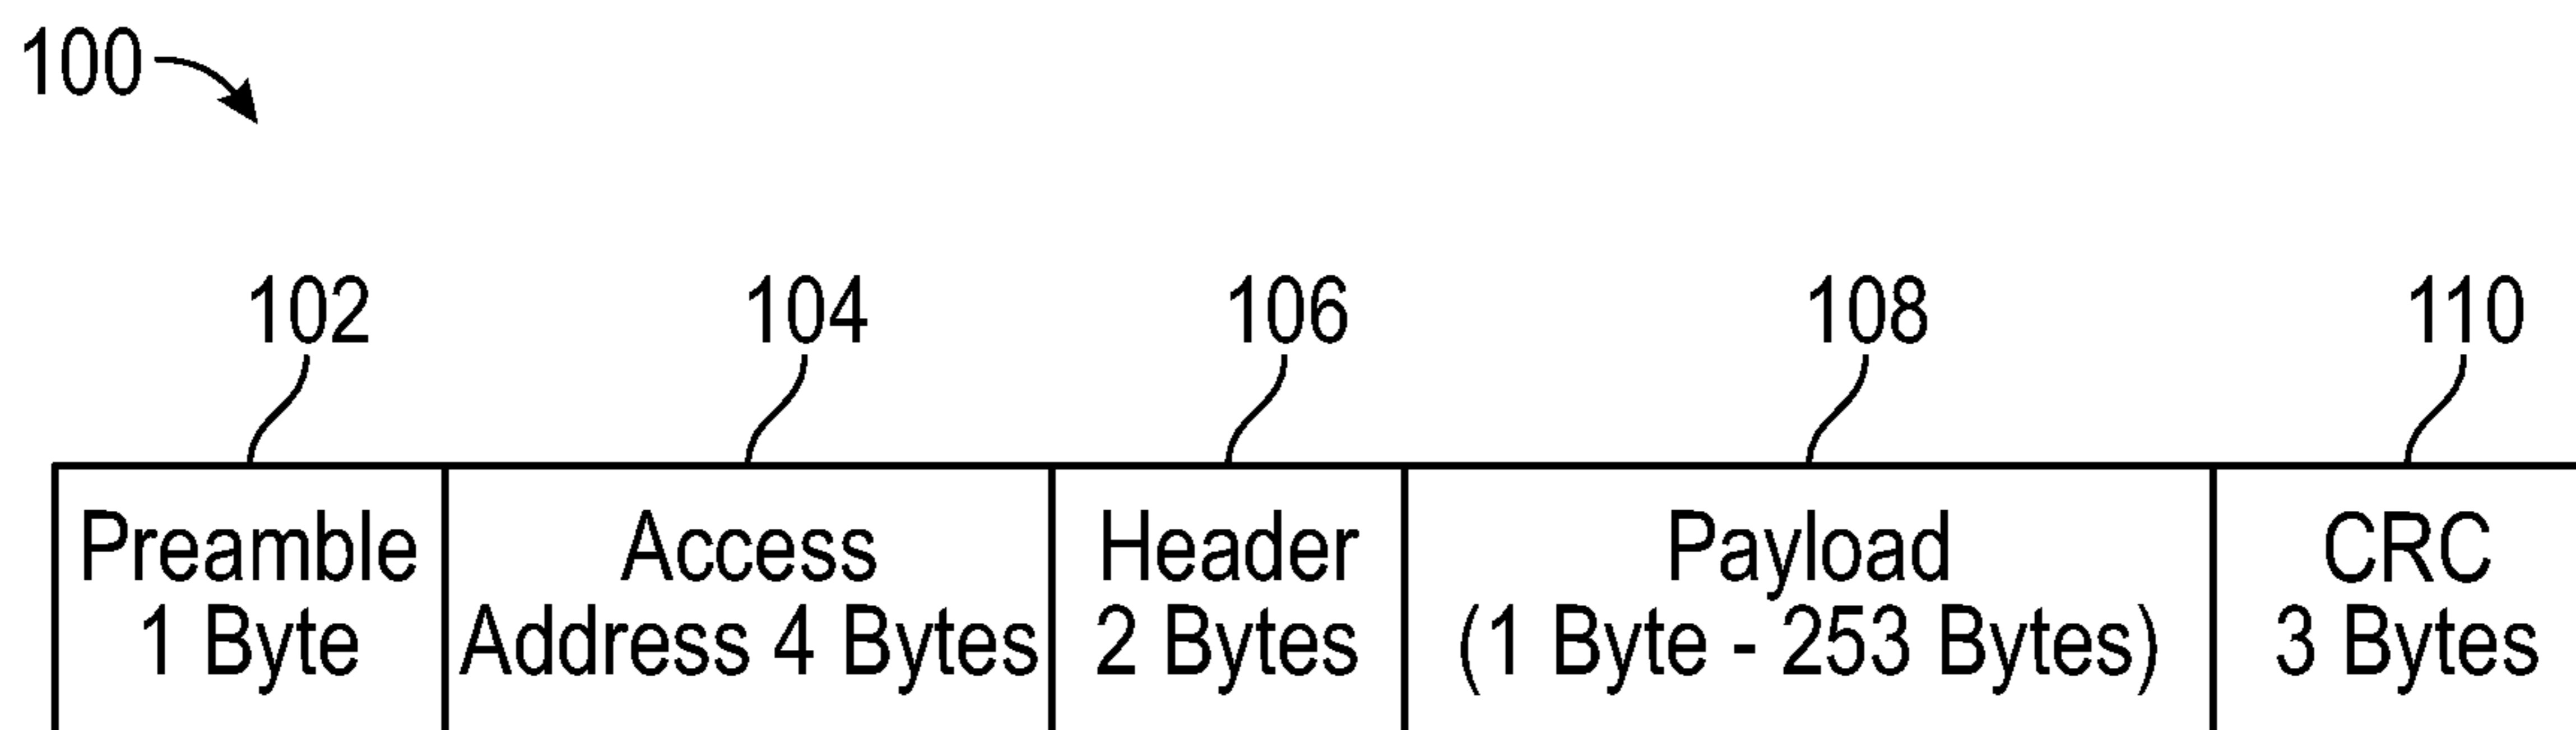 100
102 104 106 108 110
Preamble Access Header Payload CRC
1 Byte Address 4 Bytes 2 Bytes (1 Byte - 253 Bytes) 3 Bytes